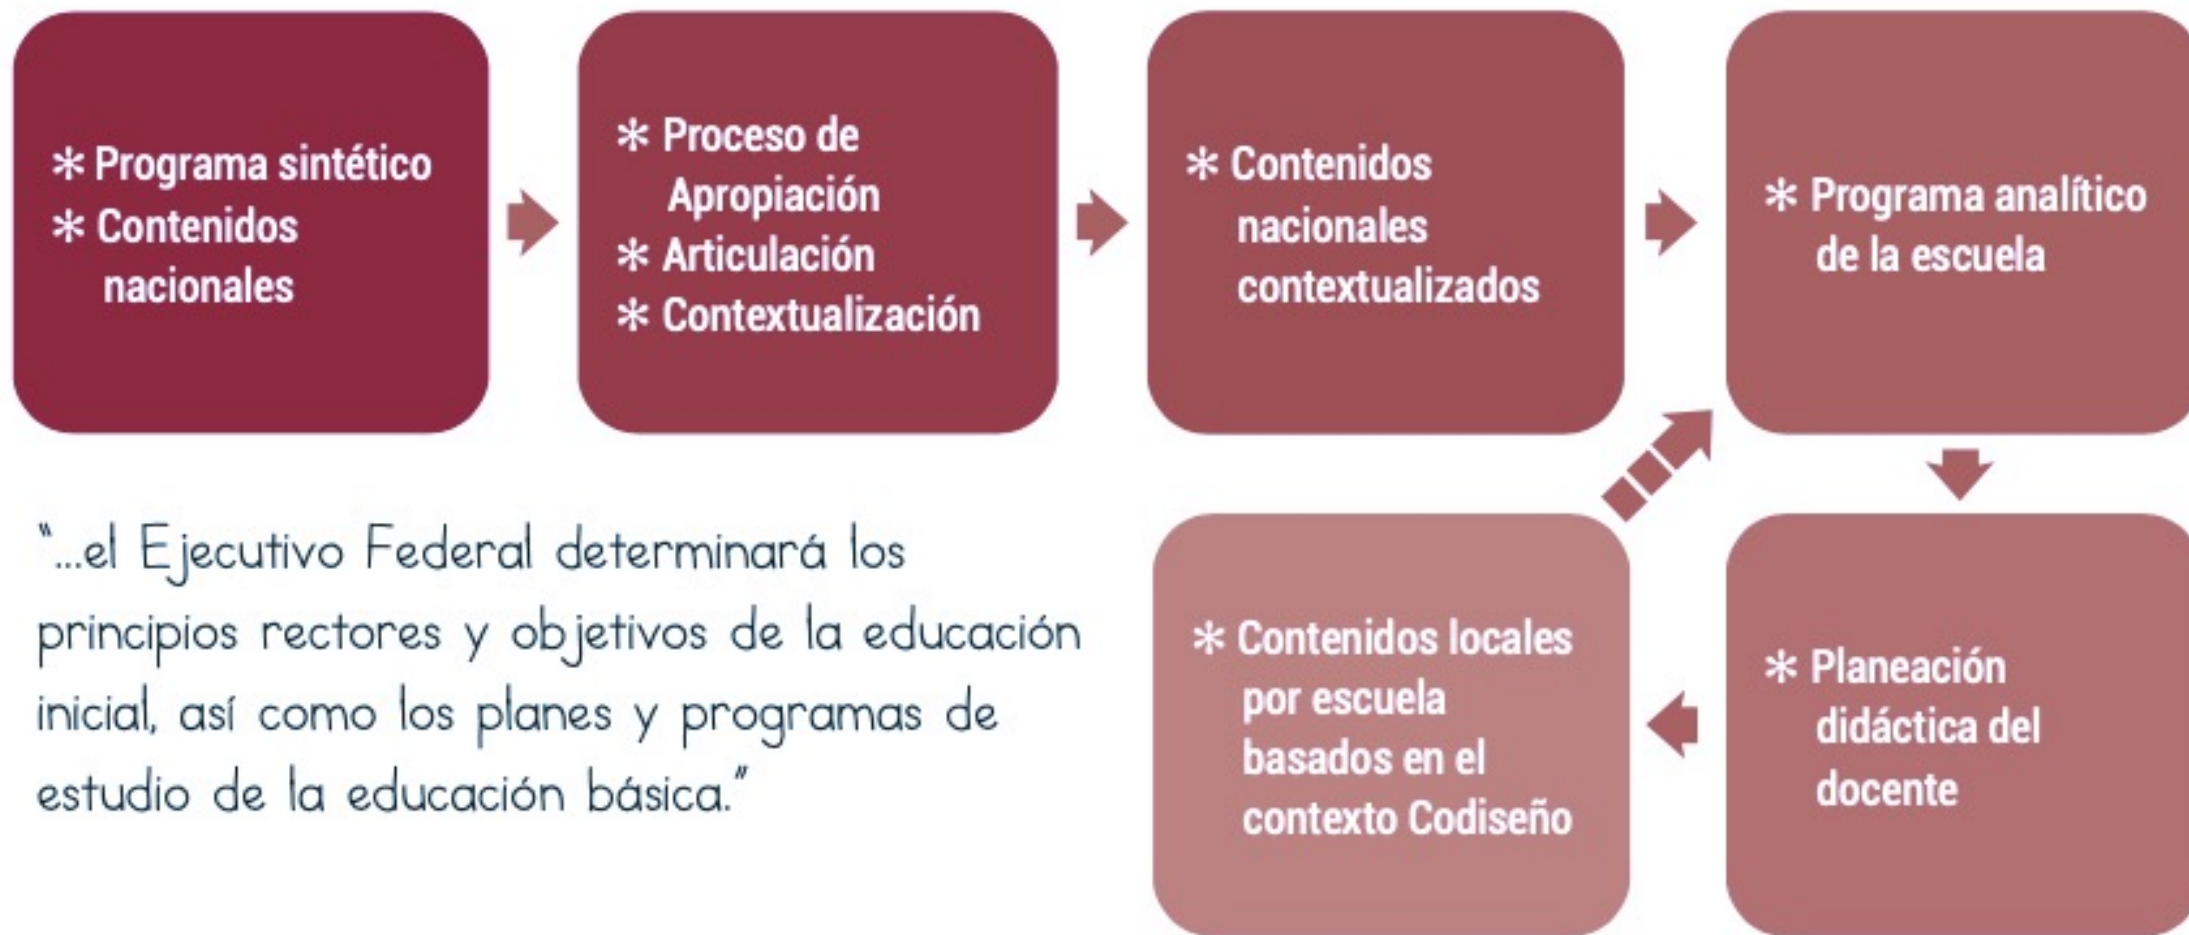 * Programa sintético
* Contenidos
nacionales
* Proceso de
Apropiación
* Articulación
* Contextualización
* Contenidos
nacionales
contextualizados
* Programa analítico
de la escuela
"...el Ejecutivo Federal determinará los
principios rectores y objetivos de la educación
inicial, así como los planes y programas de
estudio de la educación básica."
* Contenidos locales
por escuela
basados en el
contexto Codiseño
* Planeación
didáctica del
docente